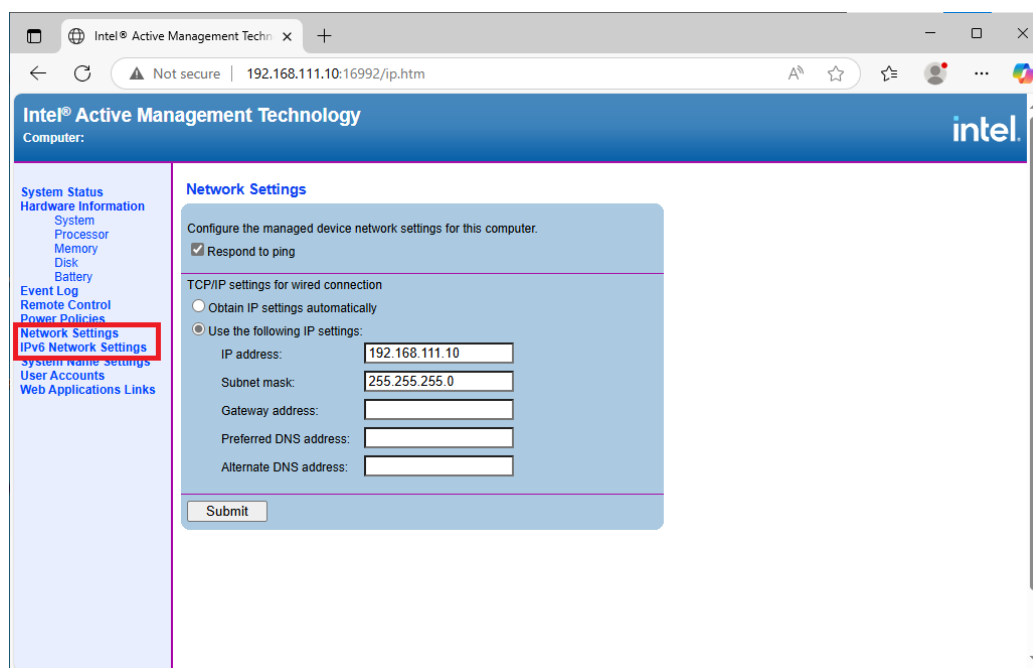 Intel® Active Management Techn
Not secure 192.168.111.10:16992/ip.htm
Intel® Active Management Technology
Computer:
intel.
System Status
Hardware Information
System
Processor
Memory
Disk
Battery
Event Log
Remote Control
Power Policies
Network Settings
IPv6 Network Settings
System Name Settings
User Accounts
Web Applications Links
Network Settings
Configure the managed device network settings for this computer.
Respond to ping
TCP/IP settings for wired connection
Obtain IP settings automatically
Use the following IP settings:
IP address: 192.168.111.10
Subnet mask: 255.255.255.0
Gateway address:
Preferred DNS address:
Alternate DNS address:
Submit